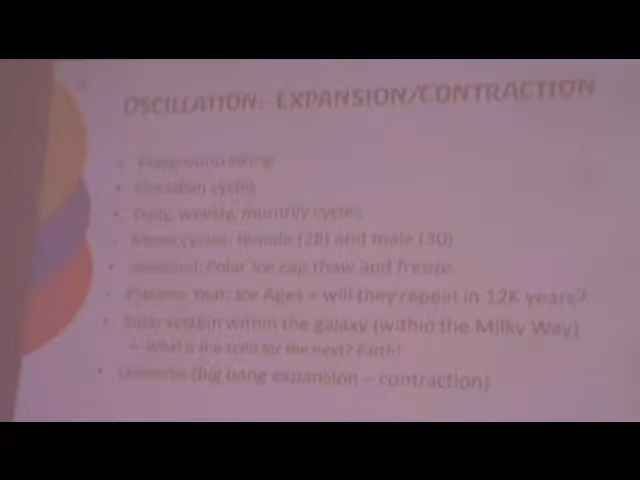 OSCILLATION: EXPANSION/CONTRACTION
• Playground swing
• Circadian cycles
• Daily, weekly, monthly cycles
• cycles: female (28) and male (30)
• Polar Ice cap thaw and freeze
• Platonic Year: Ice Ages – will they repeat in 12K years?
• Solar system within the galaxy (within the Milky Way)
– What is the seed for the next? Earth!
• Universe (big bang expansion – contraction)